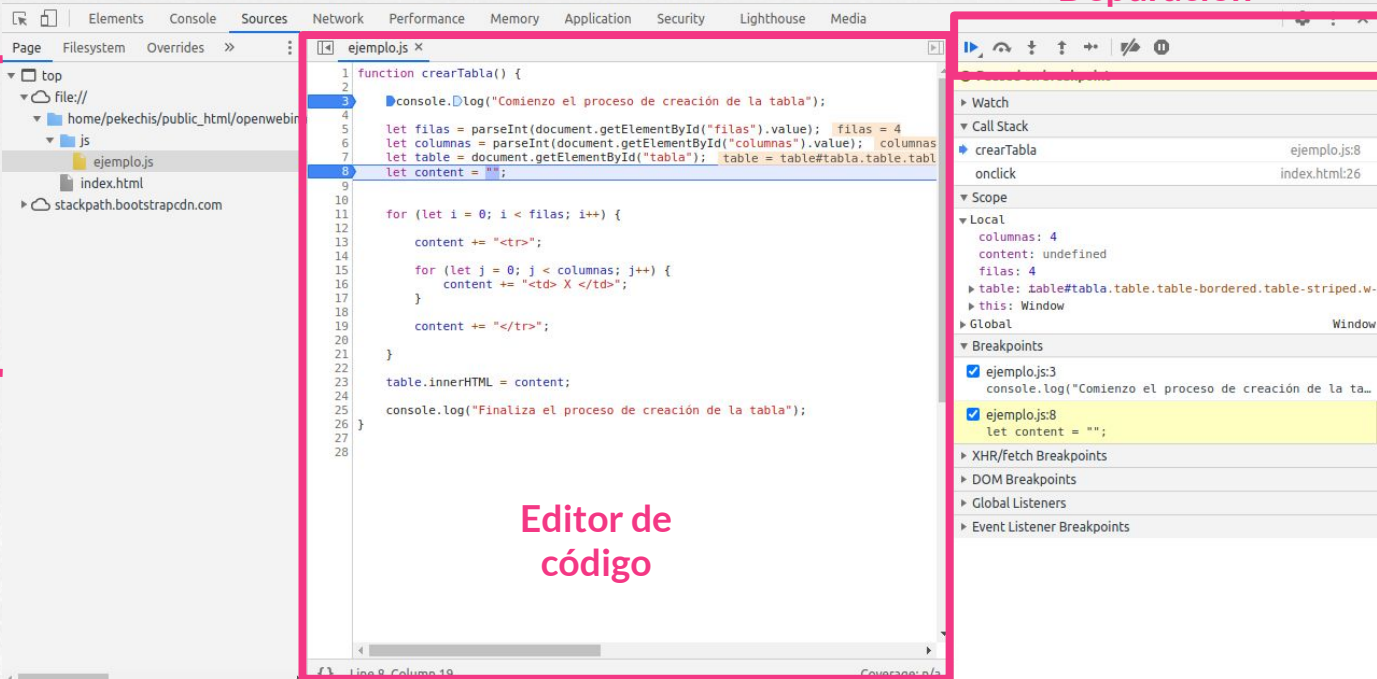 Depuración
Elements Console Sources Network Performance Memory Application Security Lighthouse Media
Page Filesystem Overrides »
top
file://
home/pekechis/public_html/openwebin
js
ejemplo.js
index.html
stackpath.bootstrapcdn.com
ejemplo.js ×
1 function crearTabla() {
2
3 console.log("Comienzo el proceso de creación de la tabla");
4
5 let filas = parseInt(document.getElementById("filas").value); filas = 4
6 let columnas = parseInt(document.getElementById("columnas").value); columnas
7 let table = document.getElementById("tabla"); table = table#tabla.table.tabl
8 let content = "";
9
10
11 for (let i = 0; i < filas; i++) {
12
13 content += "<tr>";
14
15 for (let j = 0; j < columnas; j++) {
16 content += "<td> X </td>";
17 }
18
19 content += "</tr>";
20
21 }
22
23 table.innerHTML = content;
24
25 console.log("Finaliza el proceso de creación de la tabla");
26 }
27
28
Editor de
código
{ } Line 8, Column 19 Coverage: n/a
Paused on breakpoint
Watch
Call Stack
crearTabla ejemplo.js:8
onclick index.html:26
Scope
Local
columnas: 4
content: undefined
filas: 4
table: table#tabla.table.table-bordered.table-striped.w-
this: Window
Global Window
Breakpoints
ejemplo.js:3
console.log("Comienzo el proceso de creación de la ta…
ejemplo.js:8
let content = "";
XHR/fetch Breakpoints
DOM Breakpoints
Global Listeners
Event Listener Breakpoints